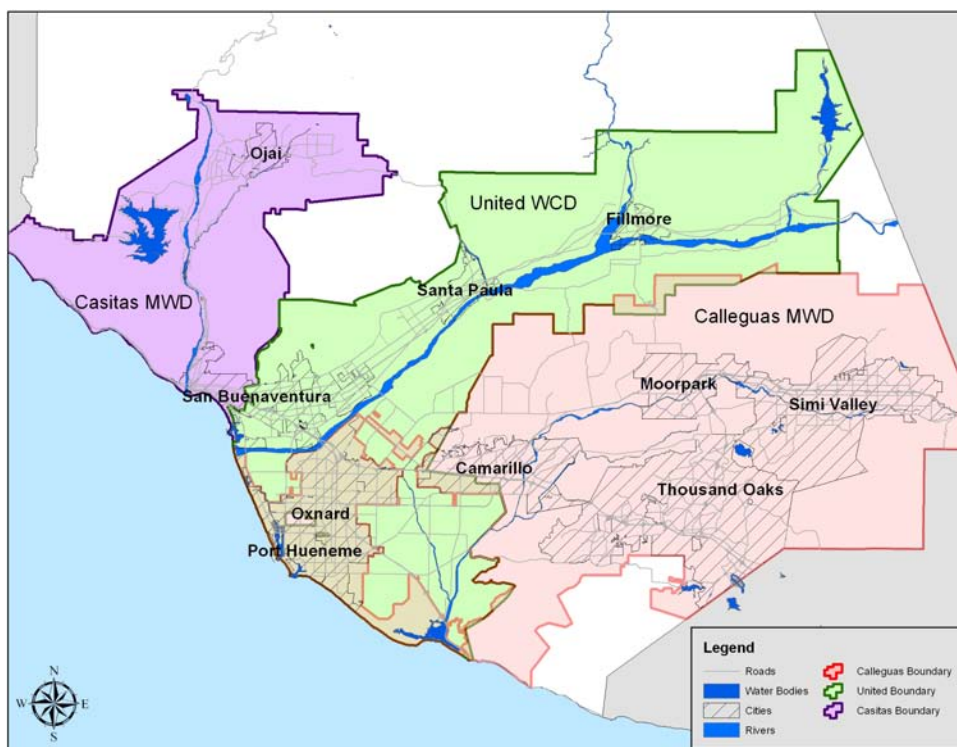 Ojai
United WCD
Fillmore
Santa Paula
Casitas MWD
Calleguas MWD
Moorpark
San Buenaventura
Simi Valley
Camarillo
Thousand Oaks
Oxnard
Port Hueneme
N
W E
S
Legend
Roads
Water Bodies
Cities
Rivers
Calleguas Boundary
United Boundary
Casitas Boundary